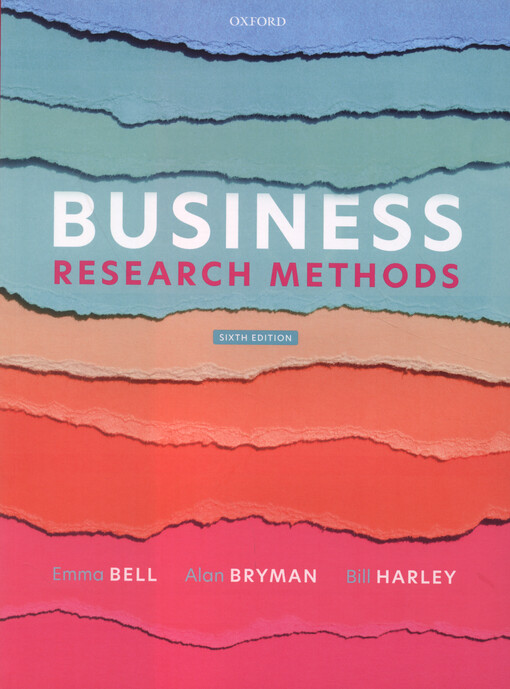 OXFORD
BUSINESS
RESEARCH METHODS
SIXTH EDITION
Emma BELL Alan BRYMAN Bill HARLEY